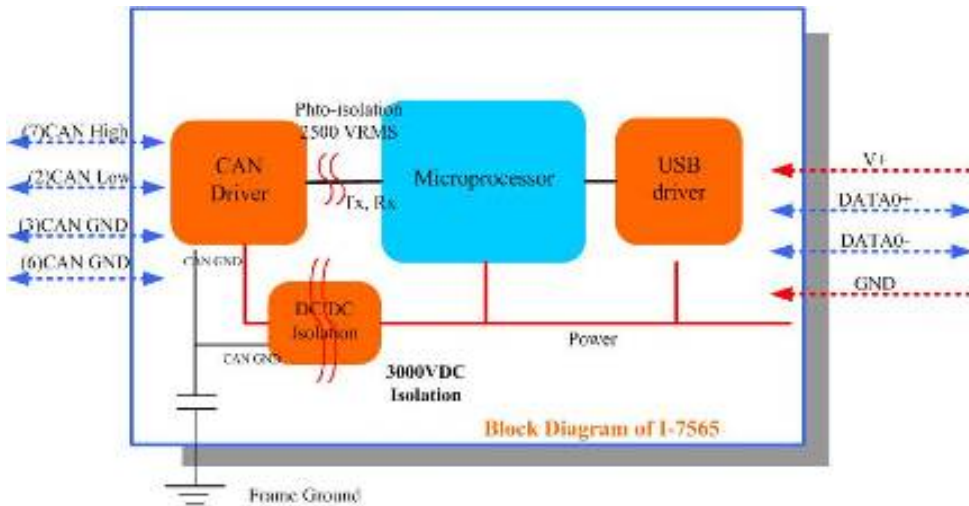 Phto-isolation
2500 VRMS
(7)CAN High
(2)CAN Low
(3)CAN GND
(6)CAN GND
CAN
Driver
Tx, Rx
Microprocessor
USB
driver
V+
DATA0+
DATA0-
GND
CAN GND
DC/DC
Isolation
CAN GND
Power
3000VDC
Isolation
Block Diagram of I-7565
Frame Ground